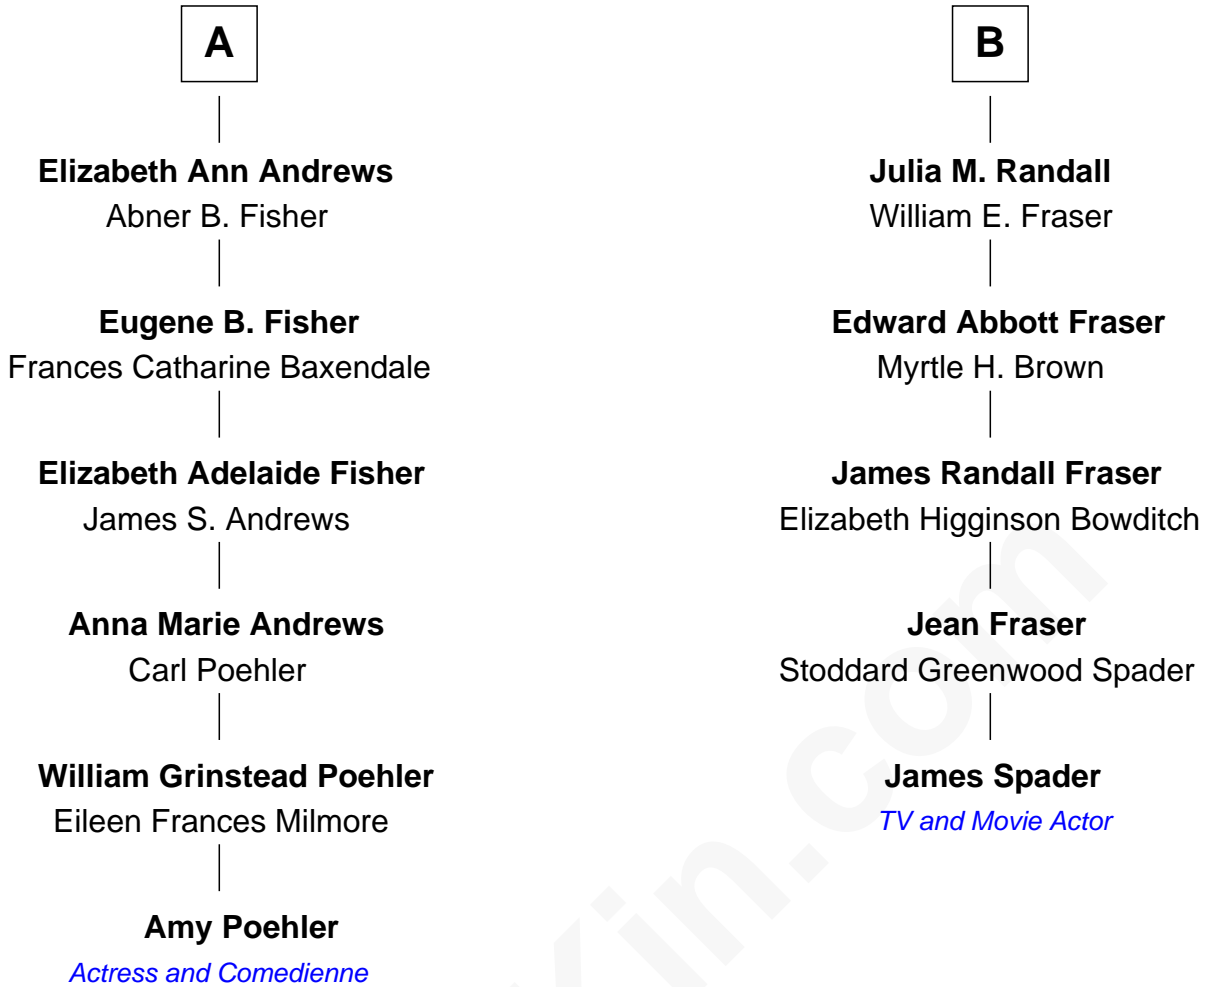 A
Elizabeth Ann Andrews
Abner B. Fisher
Eugene B. Fisher
Frances Catharine Baxendale
Elizabeth Adelaide Fisher
James S. Andrews
Anna Marie Andrews
Carl Poehler
William Grinstead Poehler
Eileen Frances Milmore
Amy Poehler
Actress and Comedienne
B
Julia M. Randall
William E. Fraser
Edward Abbott Fraser
Myrtle H. Brown
James Randall Fraser
Elizabeth Higginson Bowditch
Jean Fraser
Stoddard Greenwood Spader
James Spader
TV and Movie Actor
Kin.com